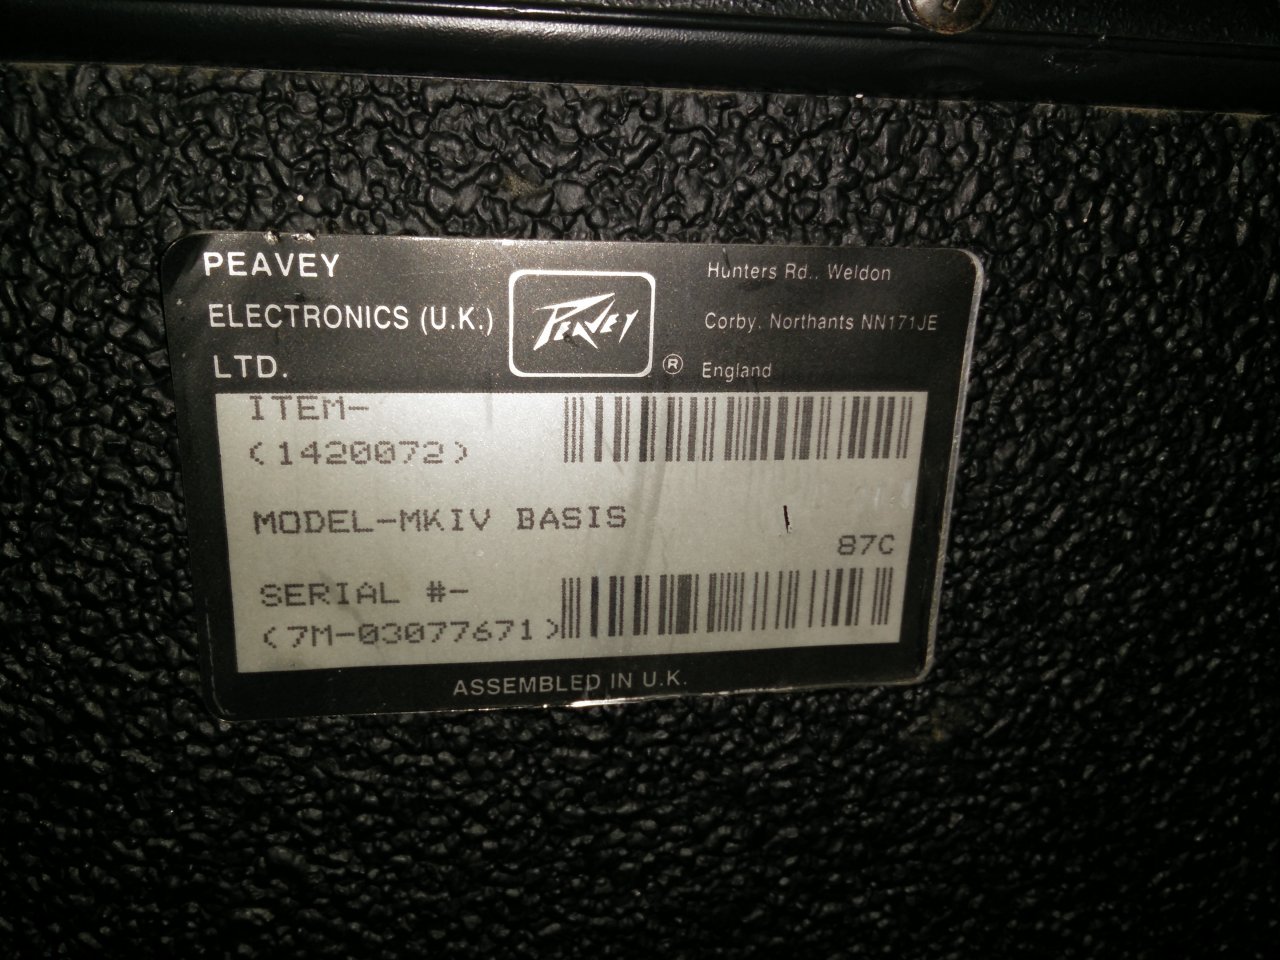 PEAVEY
ELECTRONICS (U.K.)
LTD.
PEAVEY
®
Hunters Rd., Weldon
Corby, Northants NN171JE
England
ITEM-
(1420072)
MODEL-MKIV BASIS
87C
SERIAL #-
(7M-03077671)
ASSEMBLED IN U.K.